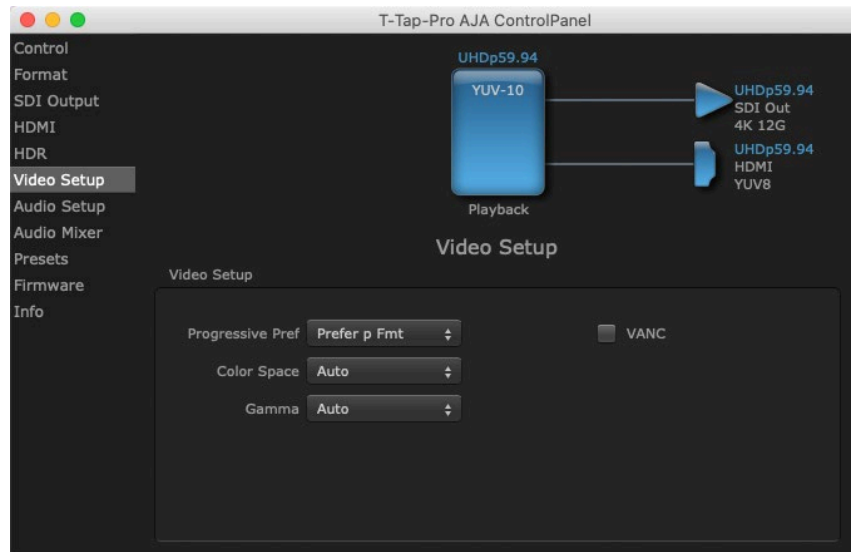 T-Tap-Pro AJA ControlPanel
Control
Format
SDI Output
HDMI
HDR
Video Setup
Audio Setup
Audio Mixer
Presets
Firmware
Info
UHDp59.94
YUV-10
Playback
UHDp59.94
SDI Out
4K 12G
UHDp59.94
HDMI
YUV8
Video Setup
Video Setup
Progressive Pref Prefer p Fmt VANC
Color Space Auto
Gamma Auto